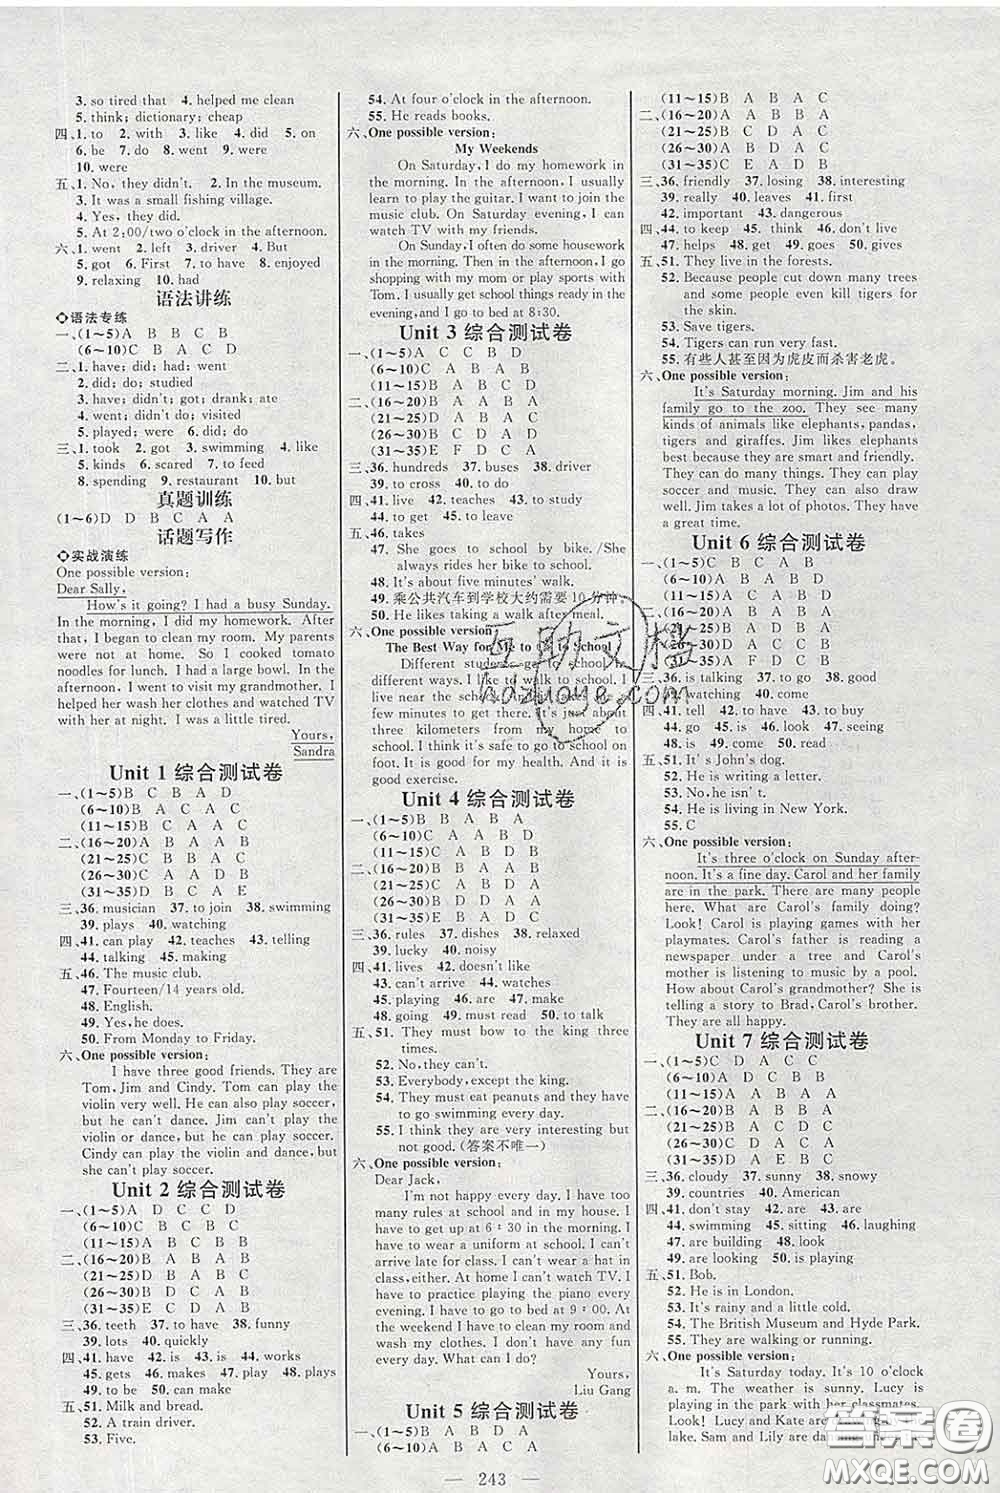 3. so tired that  4. helped me clean
5. think; dictionary; cheap
四、1. to  2. with  3. like  4. did  5. on
6. be  7. do  8. went  9. with
10. were
五、1. No, they didn't.  2. In the museum.
3. It was a small fishing village.
4. Yes, they did.
5. At 2:00/two o'clock in the afternoon.
六、1. went  2. left  3. driver  4. But
5. got  6. First  7. to have  8. enjoyed
9. relaxing  10. had
语法讲练
语法专练
一、(1~5)A B B C B
(6~10)C B A C D
二、1. have; did; had; went
2. did; do; studied
3. have; didn't; got; drank; ate
4. went; didn't do; visited
5. played; were; did; do
三、1. took  2. got  3. swimming  4. like
5. kinds  6. scared  7. to feed
8. spending  9. restaurant  10. but
真题训练
(1~6)D D B C A A
话题写作
实战演练
One possible version:
Dear Sally,
How's it going? I had a busy Sunday.
In the morning, I did my homework. After
that, I began to clean my room. My parents
were not at home. So I cooked tomato
noodles for lunch. I had a large bowl. In the
afternoon, I went to visit my grandmother. I
helped her wash her clothes and watched TV
with her at night. I was a little tired.
Yours,
Sandra
Unit 1 综合测试卷
一、(1~5)B C B A D
(6~10)B B A A C
(11~15)B C A A C
二、(16~20)A B A A B
(21~25)C B B A C
(26~30)C A A D B
(31~35)D B C A E
三、36. musician  37. to join  38. swimming
39. plays  40. watching
四、41. can play  42. teaches  43. telling
44. talking  45. making
五、46. The music club.
47. Fourteen/14 years old.
48. English.
49. Yes, he does.
50. From Monday to Friday.
六、One possible version:
I have three good friends. They are
Tom, Jim and Cindy. Tom can play the
violin very well. He can also play soccer,
but he can't dance. Jim can't play the
violin or dance, but he can play soccer.
Cindy can play the violin and dance, but
she can't play soccer.
Unit 2 综合测试卷
一、(1~5)A D C C D
(6~10)C B C B D
(11~15)A B C B B
二、(16~20)A B C A B
(21~25)D B C A B
(26~30)D B C A D
(31~35)E C D A B
三、36. teeth  37. half  38. funny
39. lots  40. quickly
四、41. have  42. is  43. is  44. works
45. gets  46. makes  47. play  48. plays
49. to be  50. can make
五、51. Milk and bread.
52. A train driver.
53. Five.
54. At four o'clock in the afternoon.
55. He reads books.
六、One possible version:
My Weekends
On Saturday, I do my homework in
the morning. In the afternoon, I usually
learn to play the guitar. I want to join the
music club. On Saturday evening, I can
watch TV with my friends.
On Sunday, I often do some housework
in the morning. Then in the afternoon, I go
shopping with my mom or play sports with
Tom. I usually get school things ready in the
evening, and I go to bed at 8:30.
Unit 3 综合测试卷
一、(1~5)A C C B D
(6~10)C B A B A
(11~15)B A B C B
二、(16~20)A B C A B
(21~25)D A B A C
(26~30)B C D A B
(31~35)E F D C A
三、36. hundreds  37. buses  38. driver
39. to cross  40. to do
四、41. live  42. teaches  43. to study
44. to get  45. to leave
五、46. takes
47. She goes to school by bike./She
always rides her bike to school.
48. It's about five minutes' walk.
49. 乘公共汽车到学校大约需要10分钟。
50. He likes taking a walk after meal.
六、One possible version:
The Best Way for Me to Go to School
Different students go to school in
different ways. I like to walk to school. I
live near the school. And it takes me a
few minutes to get there. It's just about
three kilometers from my home to
school. I think it's safe to go to school on
foot. It's good for my health. And it is
good exercise.
Unit 4 综合测试卷
一、(1~5)B B A B A
(6~10)C B D B A
(11~15)C A B D B
二、(16~20)A B A A B
(21~25)C A B D C
(26~30)B D B A C
(31~35)F B D E A
三、36. rules  37. dishes  38. relaxed
39. lucky  40. noisy
四、41. lives  42. doesn't like
43. can't arrive  44. watches
45. playing  46. are  47. make
48. going  49. must read  50. to talk
五、51. They must bow to the king three
times.
52. No, they can't.
53. Everybody, except the king.
54. They must eat peanuts and they have
to go swimming every day.
55. I think they are very interesting but
not good. (答案不唯一)
六、One possible version:
Dear Jack,
I'm not happy every day. I have too
many rules at school and in my house. I
have to get up at 6:30 in the morning. I
have to wear a uniform at school. I can't
arrive late for class. I can't wear a hat in
class, either. At home I can't watch TV. I
have to practice playing the piano every
evening. I have to go to bed at 9:00. At
the weekend I have to clean my room and
wash my clothes. I don't have any fun
every day. What can I do?
Yours,
Liu Gang
Unit 5 综合测试卷
一、(1~5)B B A B D
(6~10)C B A C A
(11~15)C A B A C
二、(16~20)A B D A B
(21~25)C B C B D
(26~30)B A A B C
(31~35)C E A D B
三、36. friendly  37. losing  38. interesting
39. really  40. leaves  41. first
42. important  43. dangerous
四、44. to keep  45. think  46. don't live
47. helps  48. get  49. goes  50. gives
五、51. They live in the forests.
52. Because people cut down many trees
and some people even kill tigers for
the skin.
53. Save tigers.
54. Tigers can run very fast.
55. 有些人甚至因为虎皮而杀害老虎。
六、One possible version:
It's Saturday morning. Jim and his
family go to the zoo. They see many
kinds of animals like elephants, pandas,
tigers and giraffes. Jim likes elephants
best because they are smart and friendly.
They can do many things. They can play
soccer and music. They can also draw
well. Jim takes a lot of photos. They have
a great time.
Unit 6 综合测试卷
一、(1~5)B C B B C
(6~10)C A C A D
(11~15)C B A B B
二、(16~20)A B C A B
(21~25)C D B A C
(26~30)C B D A B
(31~35)A F D C B
三、36. is talking  37. to go  38. good
39. watching  40. coming
四、41. tell  42. to have  43. to buy
44. go  45. is  46. look  47. seeing
48. is  49. come  50. read
五、51. It's John's dog.
52. He is writing a letter.
53. No, he isn't.
54. He is living in New York.
55. C
六、One possible version:
It's three o'clock on Sunday after-
noon. It's a fine day. Carol and her family
are in the park. There are many people
here. What are Carol's family doing?
Look! Carol is playing games with her
playmates. Carol's father is reading a
newspaper under a tree and Carol's
mother is listening to music by a pool.
How about Carol's grandmother? She is
telling a story to Brad, Carol's brother.
They are all happy.
Unit 7 综合测试卷
一、(1~5)C D A C C
(6~10)D C C B B
(11~15)A B A A A
二、(16~20)B A B B A
(21~25)B A C D C
(26~30)C D A C A
(31~35)D B A E C
三、36. cloudy  37. sunny  38. snowy
39. countries  40. American
四、41. don't stay  42. are  43. are
44. swimming  45. sitting  46. laughing
47. are building  48. is cooking
49. are looking  50. is playing
五、51. Bob.
52. He is in London.
53. It's rainy and a little cold.
54. The British Museum and Hyde Park.
55. They are walking or running.
六、One possible version:
It's Saturday today. It's 10 o'clock
a. m. The weather is sunny. Lucy is
playing in the park with her classmates.
Look! Lucy and Kate are
lake. Sam and Lily are
— 243 —
互助文档
hdzuoye.com
答案圈
MXQE.COM